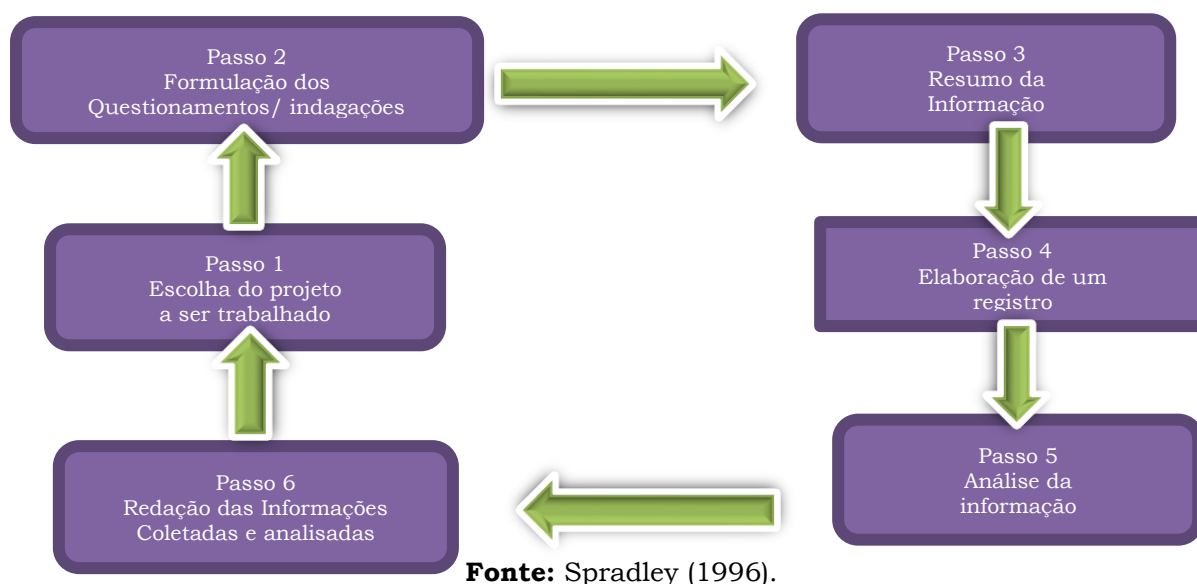 Passo 2
Formulação dos
Questionamentos/ indagações
Passo 3
Resumo da
Informação
Passo 1
Escolha do projeto
a ser trabalhado
Passo 4
Elaboração de um
registro
Passo 6
Redação das Informações
Coletadas e analisadas
Passo 5
Análise da
informação
Fonte: Spradley (1996).